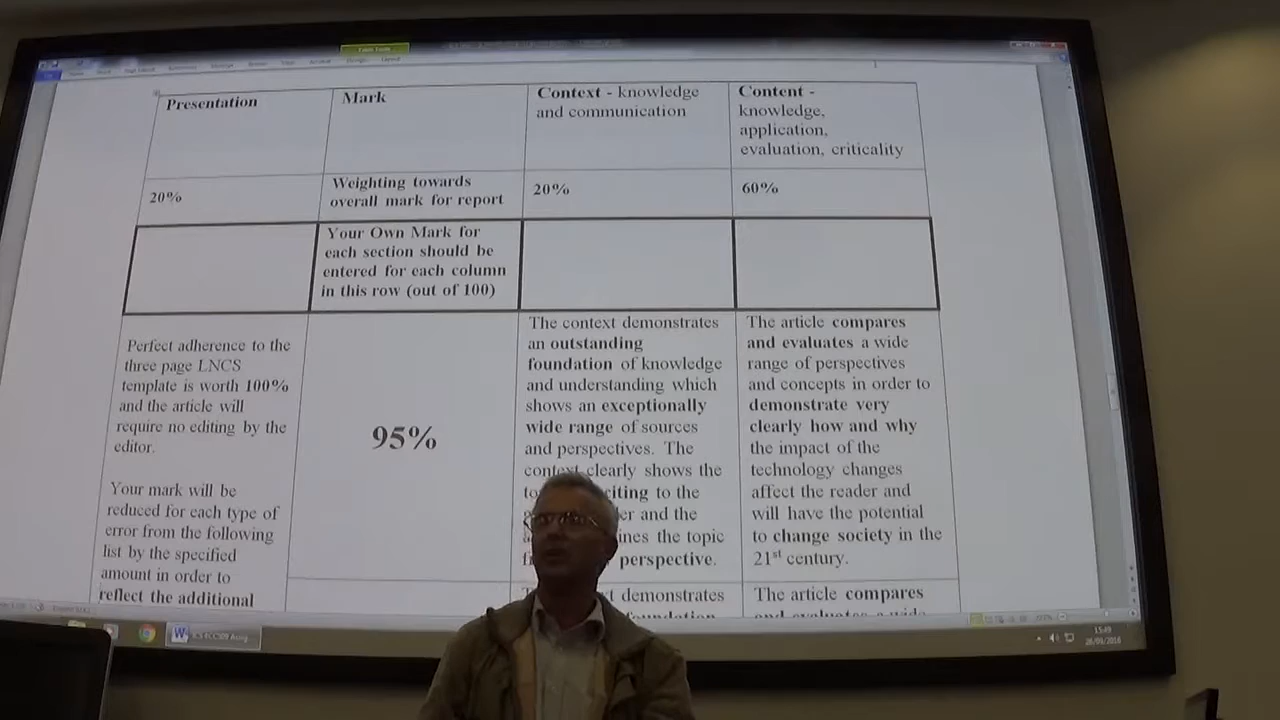 Table Tools
Presentation
Mark
Context - knowledge
and communication
Content -
knowledge,
application,
evaluation, criticality
20%
Weighting towards
overall mark for report
20%
60%
Your Own Mark for
each section should be
entered for each column
in this row (out of 100)
Perfect adherence to the
three page LNCS
template is worth 100%
and the article will
require no editing by the
editor.
Your mark will be
reduced for each type of
error from the following
list by the specified
amount in order to
reflect the additional
95%
The context demonstrates
an outstanding
foundation of knowledge
and understanding which
shows an exceptionally
wide range of sources
and perspectives. The
context clearly shows the
to the
and the
the topic
perspective.
demonstrates
The article compares
and evaluates a wide
range of perspectives
and concepts in order to
demonstrate very
clearly how and why
the impact of the
technology changes
affect the reader and
will have the potential
to change society in the
21st century.
The article compares
and evaluates a wide
15:49